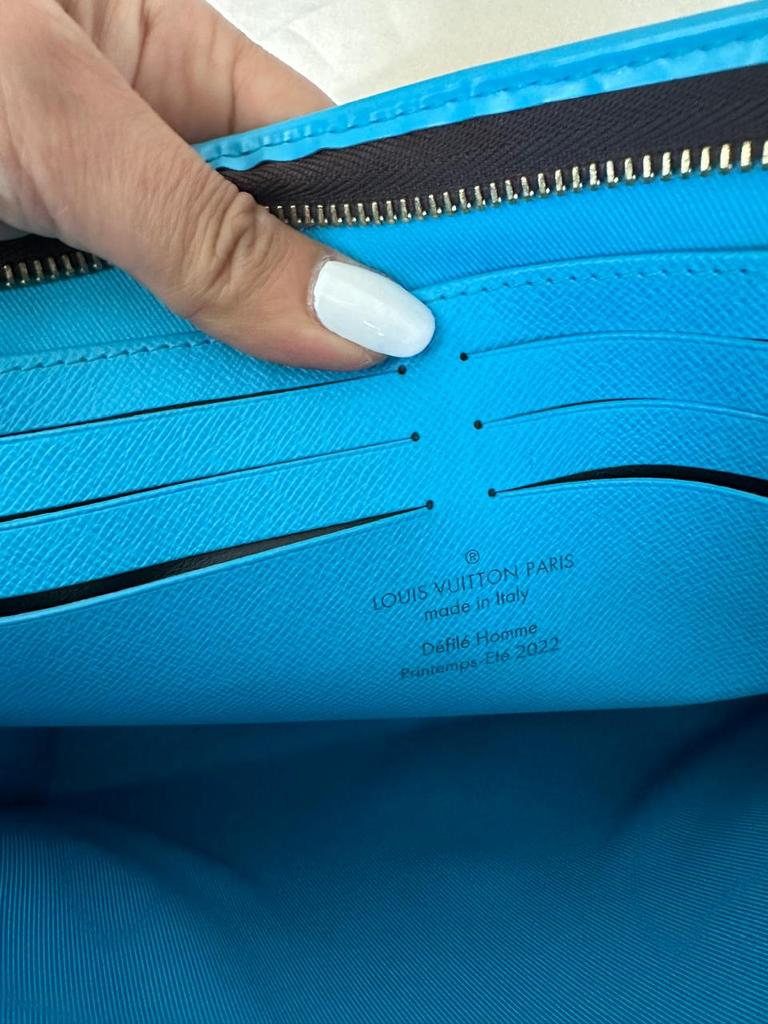 ®
LOUIS VUITTON PARIS
made in Italy
Défilé Homme
Printemps-Eté 2022